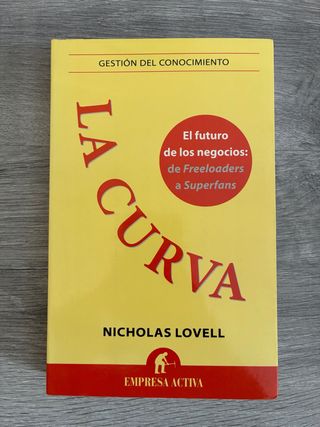 GESTIÓN DEL CONOCIMIENTO
LA CURVA
El futuro
de los negocios:
de Freeloaders
a Superfans
NICHOLAS LOVELL
EMPRESA ACTIVA